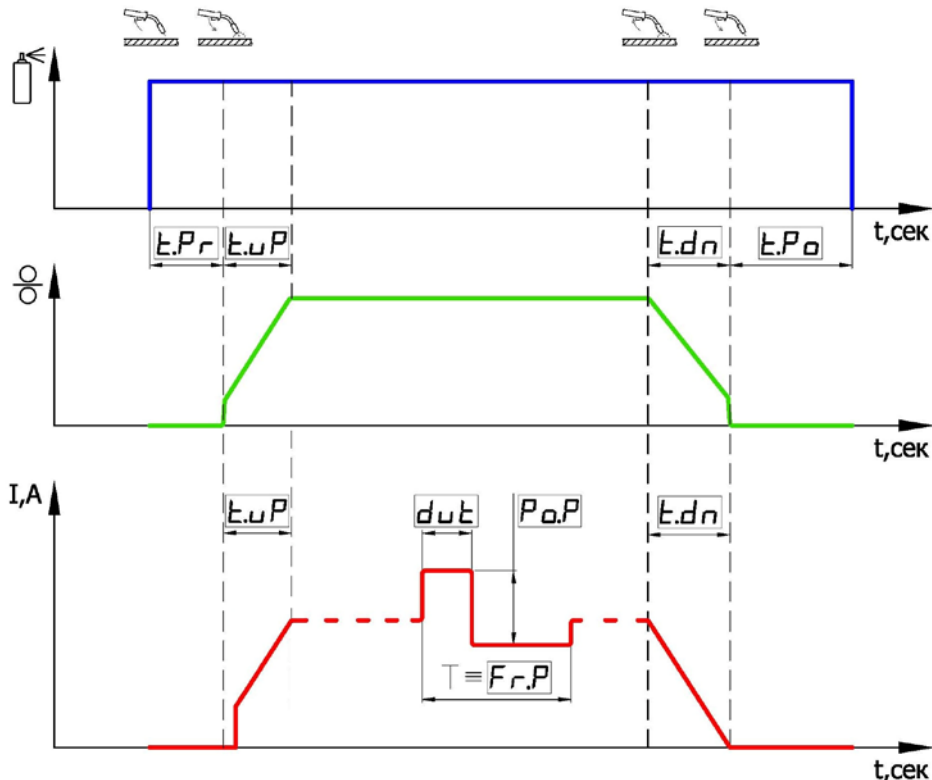 t,сек
t.Pr t.uP t.dn t.Po
t,сек
I,A
t.uP dut Po.P t.dn
T ≡ Fr.P
t,сек